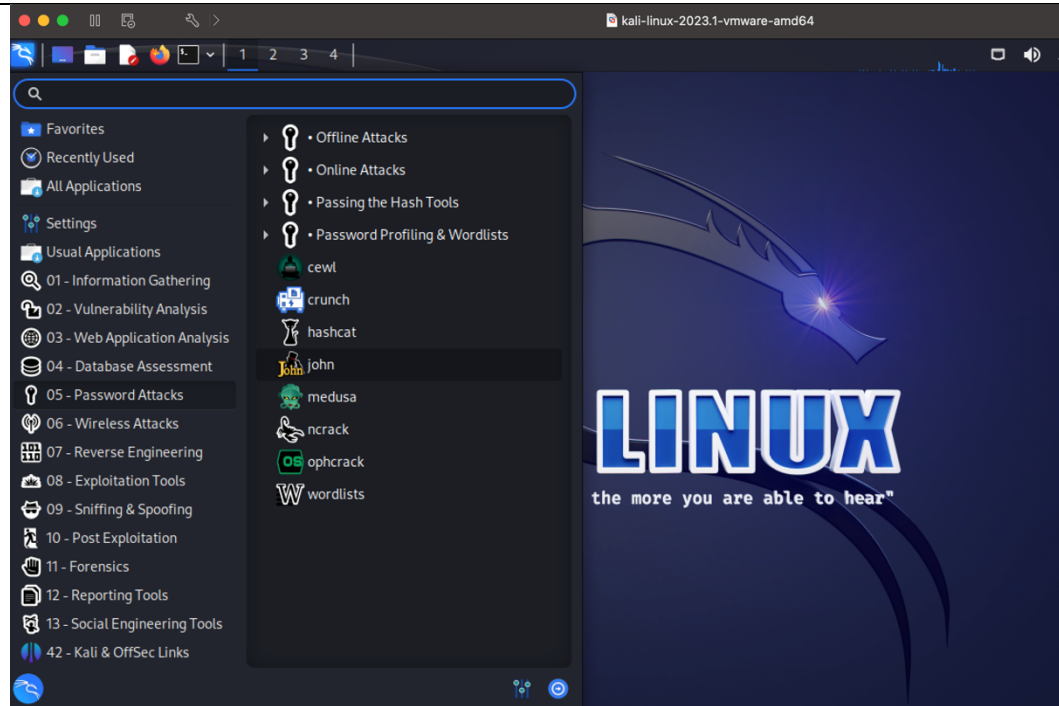 kali-linux-2023.1-vmware-amd64
1 2 3 4
Favorites
Recently Used
All Applications
Settings
Usual Applications
01 - Information Gathering
02 - Vulnerability Analysis
03 - Web Application Analysis
04 - Database Assessment
05 - Password Attacks
06 - Wireless Attacks
07 - Reverse Engineering
08 - Exploitation Tools
09 - Sniffing & Spoofing
10 - Post Exploitation
11 - Forensics
12 - Reporting Tools
13 - Social Engineering Tools
42 - Kali & OffSec Links
• Offline Attacks
• Online Attacks
• Passing the Hash Tools
• Password Profiling & Wordlists
cewl
crunch
hashcat
john
medusa
ncrack
ophcrack
wordlists
LINUX
the more you are able to hear"